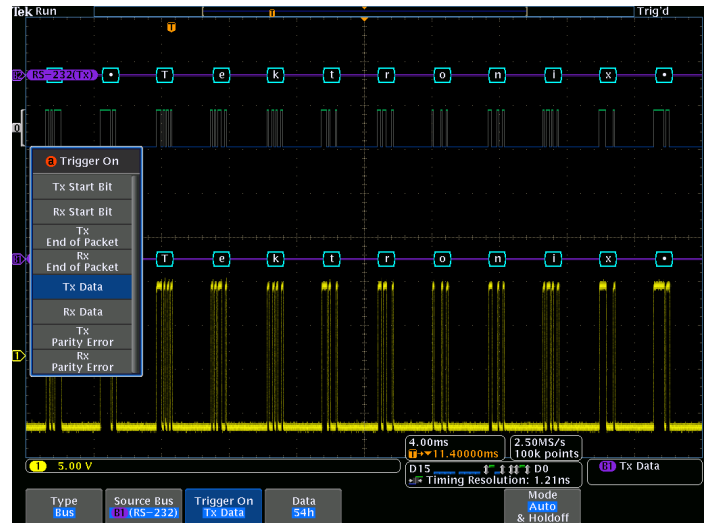 Tek Run Trig'd
T
T
B2 RS-232(Tx) • T e k t r o n i x •
D
a Trigger On
Tx Start Bit
Rx Start Bit
Tx
End of Packet
Rx
End of Packet
B1 T e k t r o n i x •
Tx Data
Rx Data
Tx
Parity Error
Rx
Parity Error
1
4.00ms 2.50MS/s
T→▼11.40000ms 100k points
1 5.00 V D15 D0 B1 Tx Data
Timing Resolution: 1.21ns
Type Source Bus Trigger On Data Mode
Bus B1 (RS-232) Tx Data 54h Auto
& Holdoff